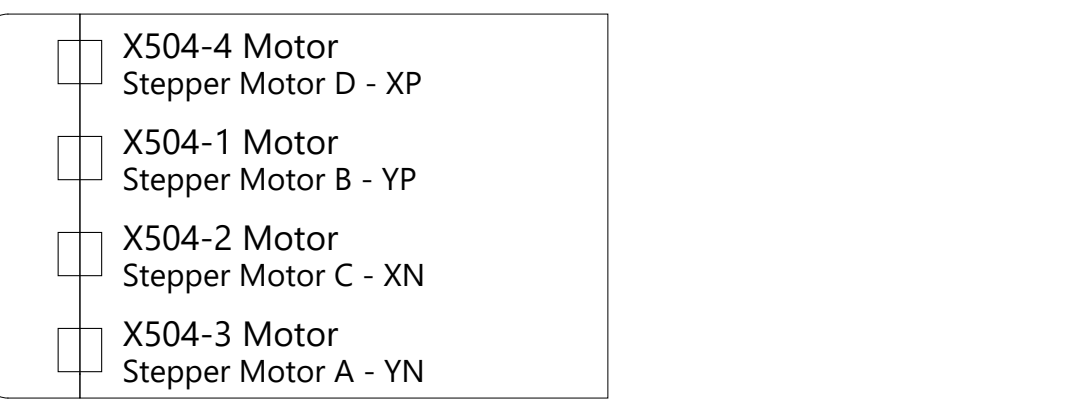 X504-4 Motor
Stepper Motor D - XP
X504-1 Motor
Stepper Motor B - YP
X504-2 Motor
Stepper Motor C - XN
X504-3 Motor
Stepper Motor A - YN